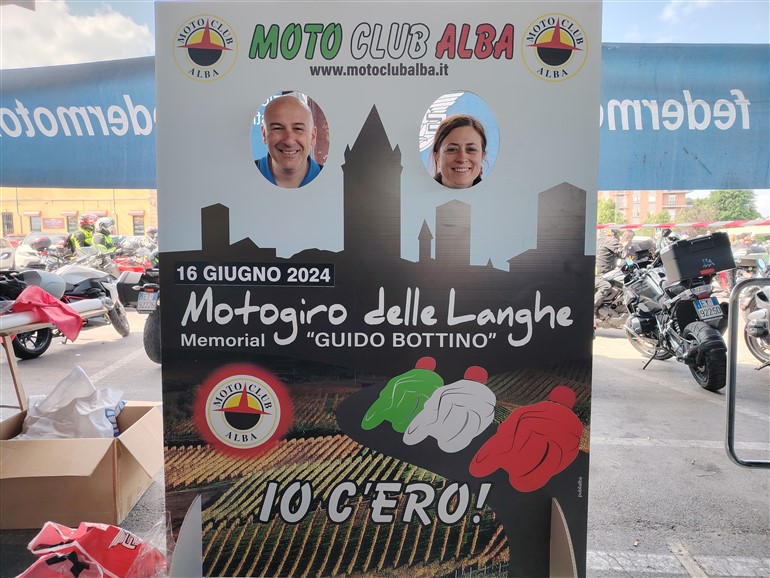 MOTO CLUB
ALBA
MOTO CLUB ALBA
MOTO CLUB
ALBA
www.motoclubalba.it
federmoto
federmoto
16 GIUGNO 2024
Motogiro delle Langhe
Memorial "GUIDO BOTTINO"
MOTO CLUB
ALBA
IO C'ERO!